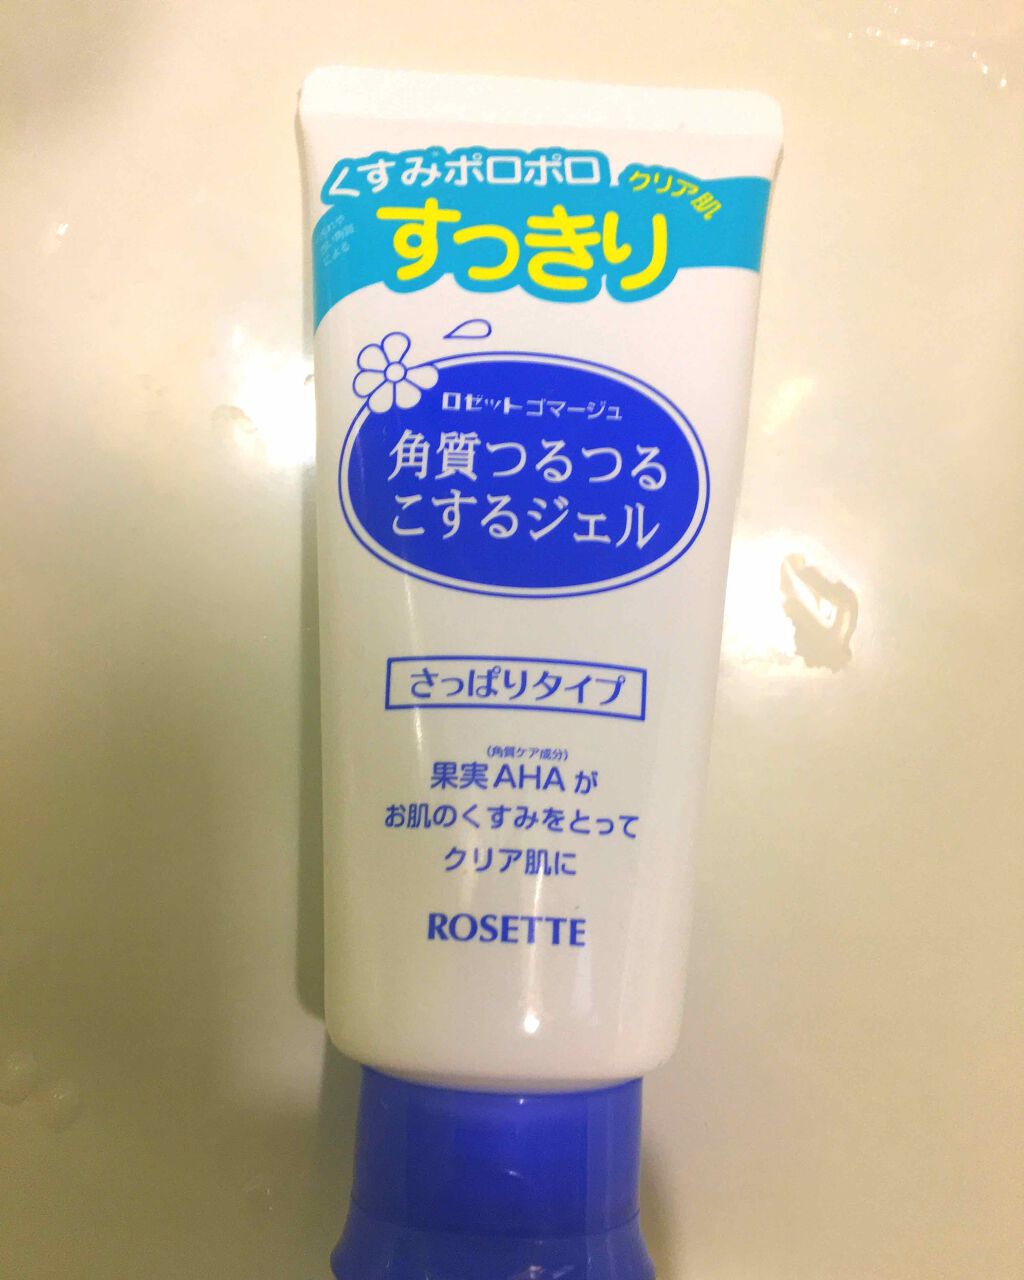 くすみポロポロ
クリア肌
すっきり
による
ロゼットゴマージュ
角質つるつる
こするジェル
さっぱりタイプ
(角質ケア成分)
果実AHAが
お肌のくすみをとって
クリア肌に
ROSETTE